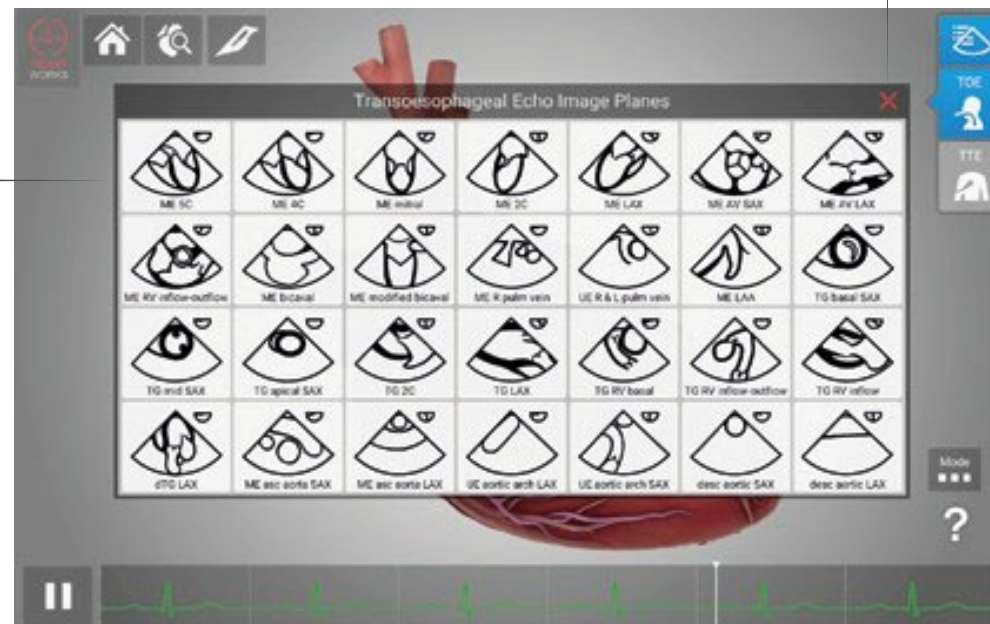 HEART
WORKS
Transoesophageal Echo Image Planes
TOE
TTE
ME 5C
ME 4C
ME mitral
ME 2C
ME LAX
ME AV SAX
ME AV LAX
ME RV inflow-outflow
ME bicaval
ME modified bicaval
ME R pulm vein
UE R & L pulm vein
ME LAA
TG basal SAX
TG mid SAX
TG apical SAX
TG 2C
TG LAX
TG RV basal
TG RV inflow-outflow
TG RV inflow
dTG LAX
ME asc aorta SAX
ME asc aorta LAX
UE aortic arch LAX
UE aortic arch SAX
desc aortic SAX
desc aortic LAX
Mode
?